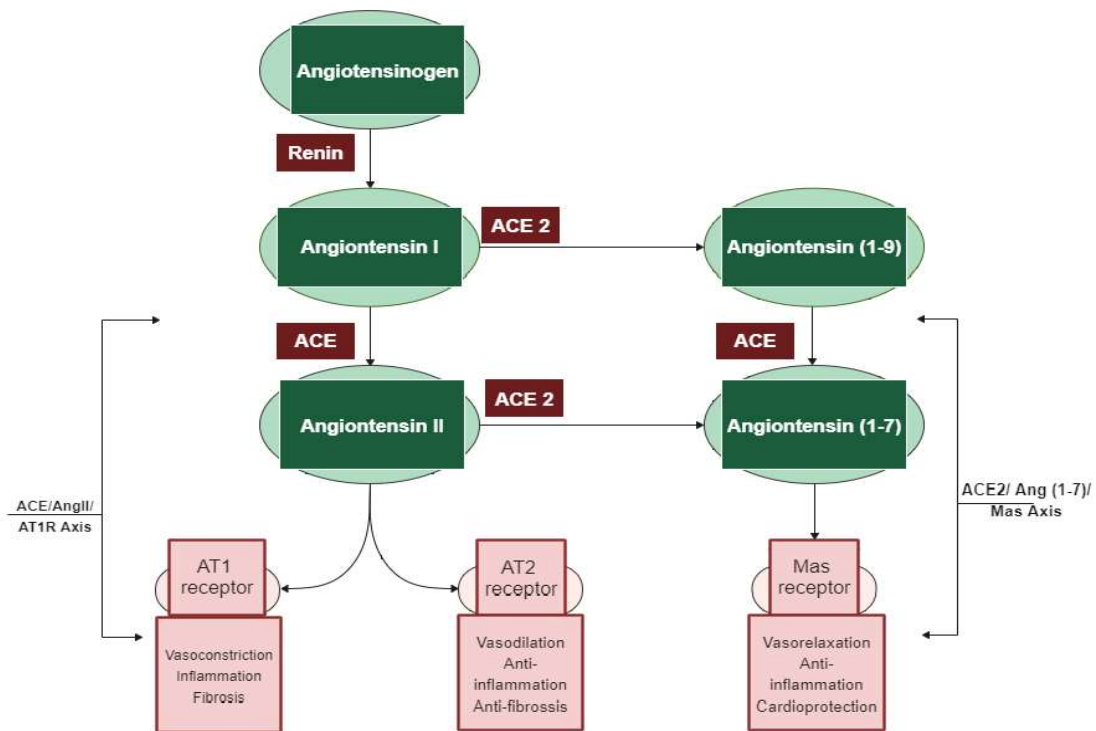 Angiotensinogen
Renin
Angiontensin I
ACE 2
Angiontensin (1-9)
ACE
ACE
Angiontensin II
ACE 2
Angiontensin (1-7)
ACE/AngII/
AT1R Axis
ACE2/ Ang (1-7)/
Mas Axis
AT1
receptor
Vasoconstriction
Inflammation
Fibrosis
AT2
receptor
Vasodilation
Anti-
inflammation
Anti-fibrossis
Mas
receptor
Vasorelaxation
Anti-
inflammation
Cardioprotection